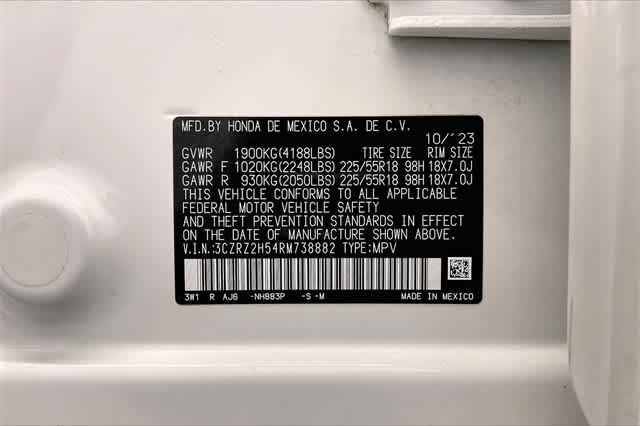 MFD.BY HONDA DE MEXICO S.A. DE C.V.
10/'23
GVWR 1900KG(4188LBS) TIRE SIZE RIM SIZE
GAWR F 1020KG(2248LBS) 225/55R18 98H 18X7.0J
GAWR R 930KG(2050LBS) 225/55R18 98H 18X7.0J
THIS VEHICLE CONFORMS TO ALL APPLICABLE
FEDERAL MOTOR VEHICLE SAFETY
AND THEFT PREVENTION STANDARDS IN EFFECT
ON THE DATE OF MANUFACTURE SHOWN ABOVE.
V.I.N.:3CZRZ2H54RM738882 TYPE:MPV
3W1 R AJ6 -NH883P -S -M MADE IN MEXICO